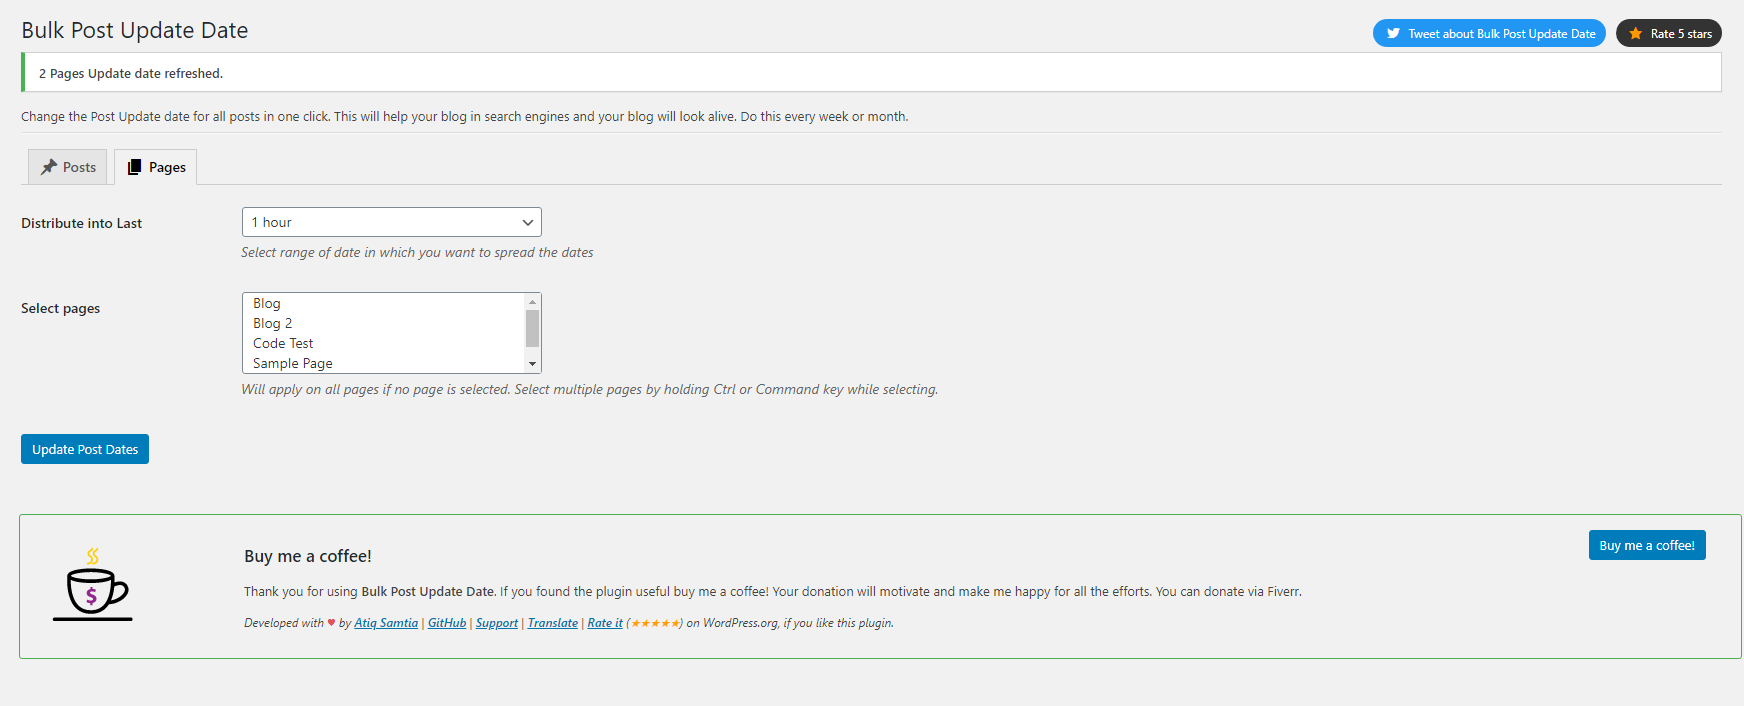 Bulk Post Update Date
Tweet about Bulk Post Update Date
Rate 5 stars
2 Pages Update date refreshed.
Change the Post Update date for all posts in one click. This will help your blog in search engines and your blog will look alive. Do this every week or month.
Posts
Pages
Distribute into Last
1 hour
Select range of date in which you want to spread the dates
Select pages
Blog
Blog 2
Code Test
Sample Page
Will apply on all pages if no page is selected. Select multiple pages by holding Ctrl or Command key while selecting.
Update Post Dates
$
Buy me a coffee!
Buy me a coffee!
Thank you for using Bulk Post Update Date. If you found the plugin useful buy me a coffee! Your donation will motivate and make me happy for all the efforts. You can donate via Fiverr.
Developed with ♥ by Atiq Samtia | GitHub | Support | Translate | Rate it (★★★★★) on WordPress.org, if you like this plugin.